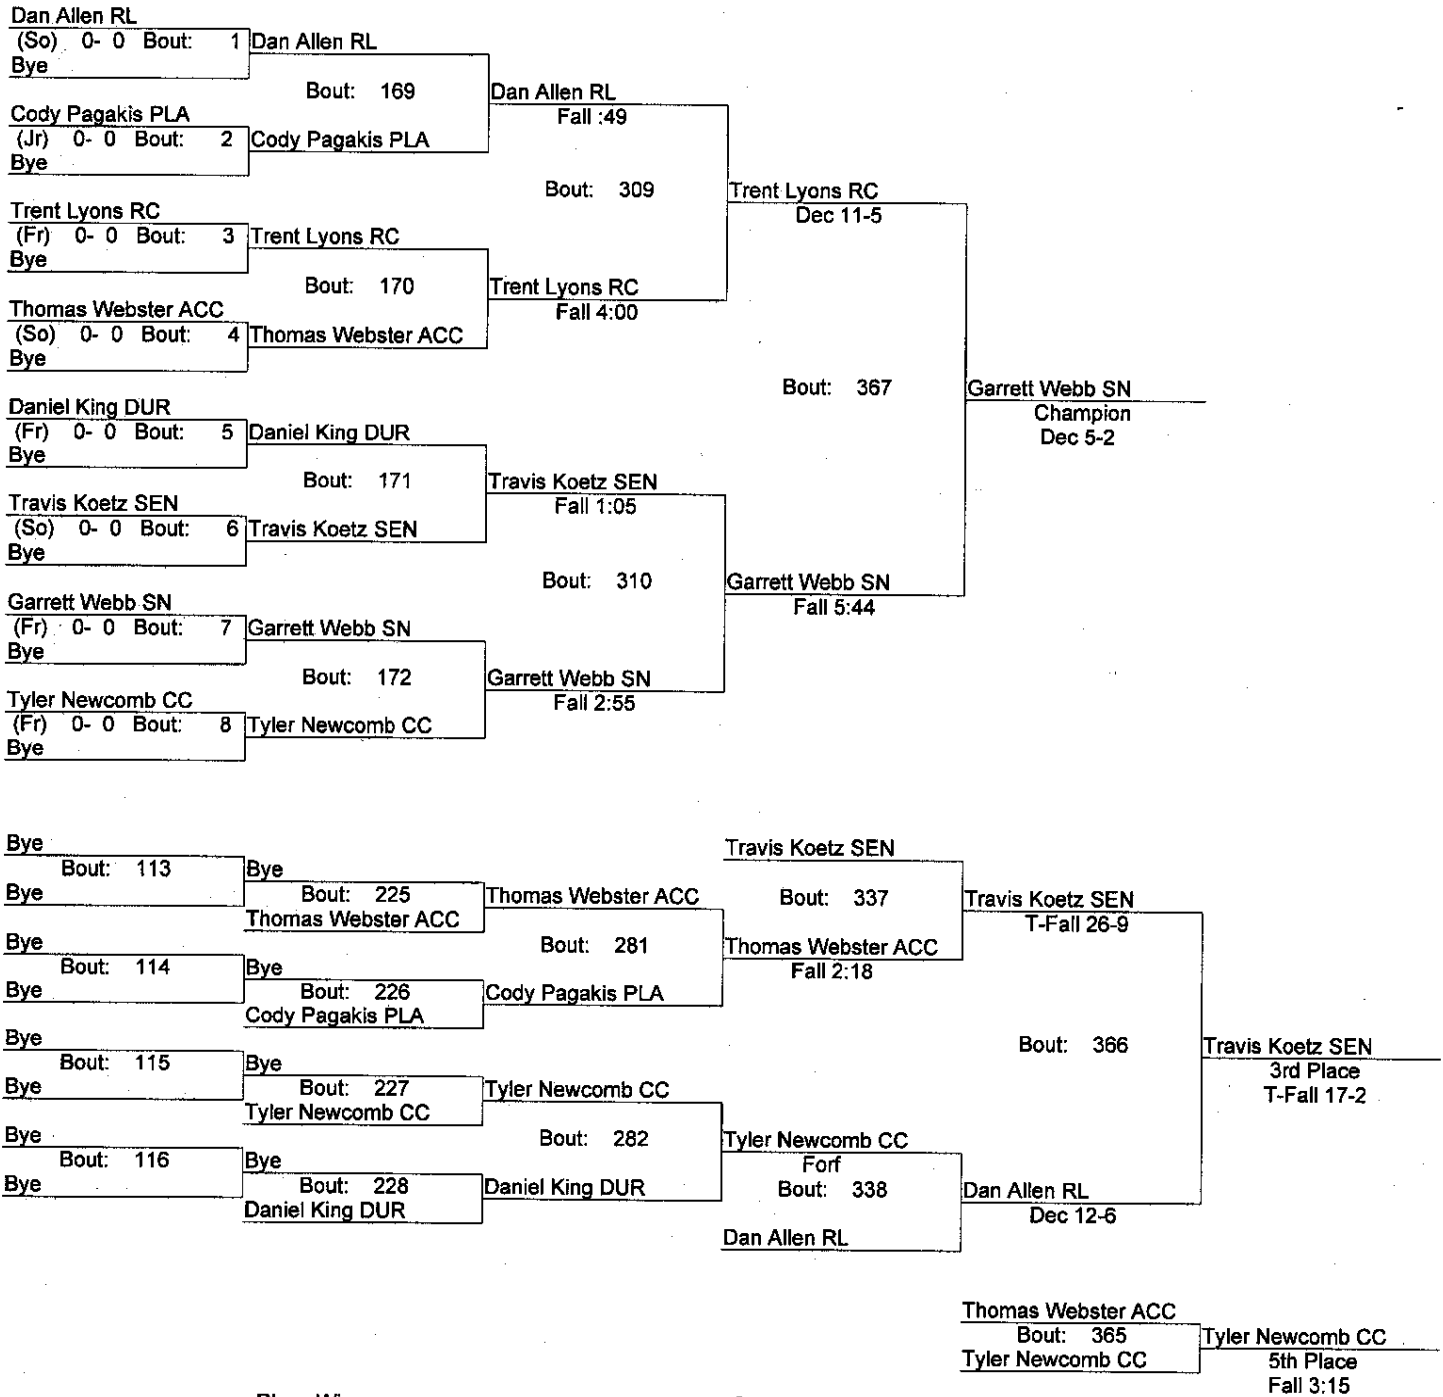 Dan Allen RL
(So) 0- 0 Bout: 1 Dan Allen RL
Bye
Bout: 169 Dan Allen RL
Fall :49
Cody Pagakis PLA
(Jr) 0- 0 Bout: 2 Cody Pagakis PLA
Bye
Bout: 309 Trent Lyons RC
Dec 11-5
Trent Lyons RC
(Fr) 0- 0 Bout: 3 Trent Lyons RC
Bye
Bout: 170 Trent Lyons RC
Fall 4:00
Thomas Webster ACC
(So) 0- 0 Bout: 4 Thomas Webster ACC
Bye
Bout: 367 Garrett Webb SN
Champion
Dec 5-2
Daniel King DUR
(Fr) 0- 0 Bout: 5 Daniel King DUR
Bye
Bout: 171 Travis Koetz SEN
Fall 1:05
Travis Koetz SEN
(So) 0- 0 Bout: 6 Travis Koetz SEN
Bye
Bout: 310 Garrett Webb SN
Fall 5:44
Garrett Webb SN
(Fr) 0- 0 Bout: 7 Garrett Webb SN
Bye
Bout: 172 Garrett Webb SN
Fall 2:55
Tyler Newcomb CC
(Fr) 0- 0 Bout: 8 Tyler Newcomb CC
Bye
Bye
Bout: 113 Bye
Bye
Bout: 225 Thomas Webster ACC
Thomas Webster ACC
Travis Koetz SEN
Bout: 337 Travis Koetz SEN
T-Fall 26-9
Bye
Bout: 281 Thomas Webster ACC
Fall 2:18
Bout: 114 Bye
Bye
Bout: 226 Cody Pagakis PLA
Cody Pagakis PLA
Bye
Bout: 366 Travis Koetz SEN
3rd Place
T-Fall 17-2
Bout: 115 Bye
Bye
Bout: 227 Tyler Newcomb CC
Tyler Newcomb CC
Bye
Bout: 282 Tyler Newcomb CC
Forf
Bout: 116 Bye
Bye
Bout: 228 Daniel King DUR
Daniel King DUR
Bout: 338 Dan Allen RL
Dec 12-6
Dan Allen RL
Thomas Webster ACC
Bout: 365 Tyler Newcomb CC
Tyler Newcomb CC
5th Place
Fall 3:15